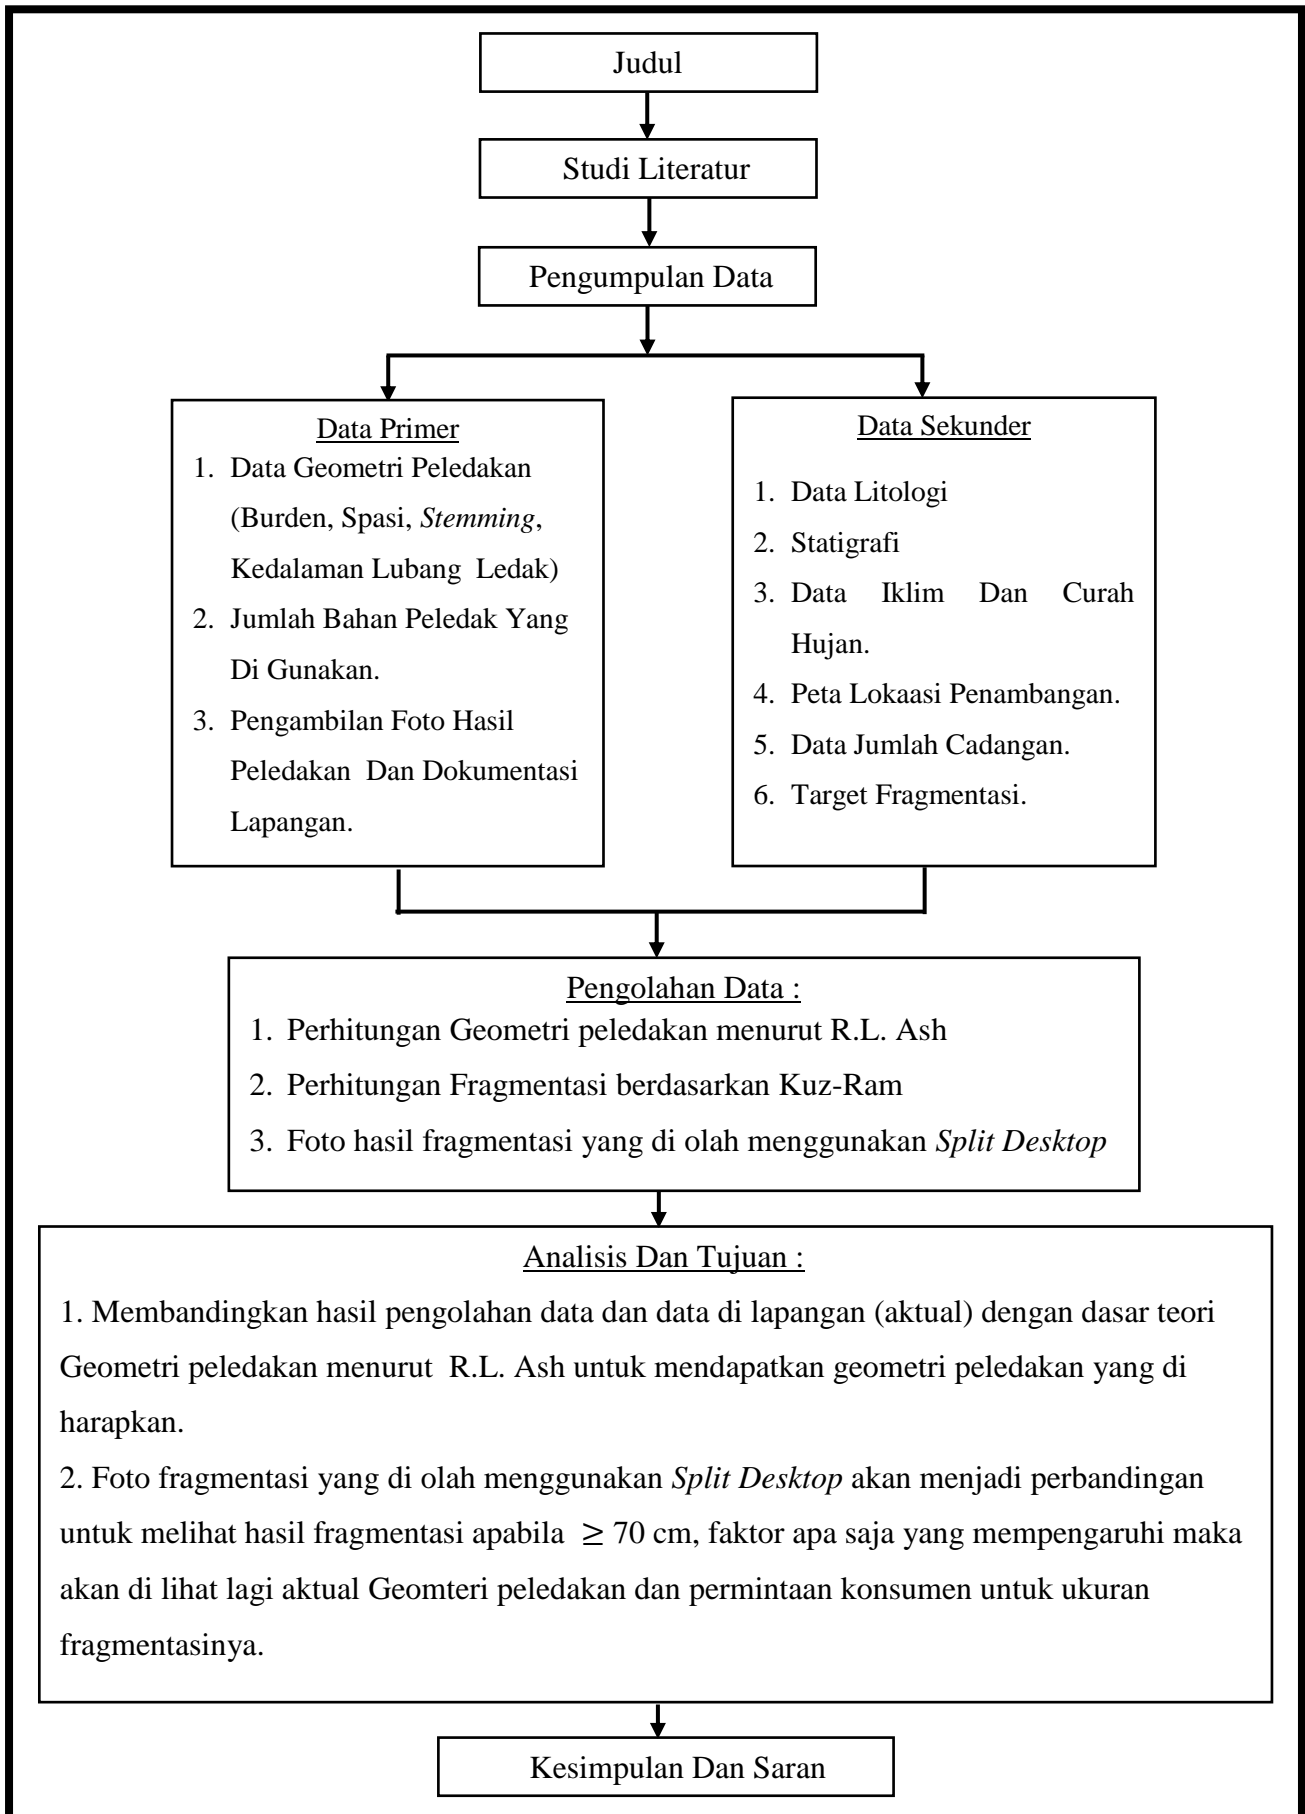 Judul
Studi Literatur
Pengumpulan Data
Data Primer
1. Data Geometri Peledakan
(Burden, Spasi, Stemming,
Kedalaman Lubang Ledak)
2. Jumlah Bahan Peledak Yang
Di Gunakan.
3. Pengambilan Foto Hasil
Peledakan Dan Dokumentasi
Lapangan.
Data Sekunder
1. Data Litologi
2. Statigrafi
3. Data Iklim Dan Curah
Hujan.
4. Peta Lokaasi Penambangan.
5. Data Jumlah Cadangan.
6. Target Fragmentasi.
Pengolahan Data :
1. Perhitungan Geometri peledakan menurut R.L. Ash
2. Perhitungan Fragmentasi berdasarkan Kuz-Ram
3. Foto hasil fragmentasi yang di olah menggunakan Split Desktop
Analisis Dan Tujuan :
1. Membandingkan hasil pengolahan data dan data di lapangan (aktual) dengan dasar teori
Geometri peledakan menurut R.L. Ash untuk mendapatkan geometri peledakan yang di
harapkan.
2. Foto fragmentasi yang di olah menggunakan Split Desktop akan menjadi perbandingan
untuk melihat hasil fragmentasi apabila ≥ 70 cm, faktor apa saja yang mempengaruhi maka
akan di lihat lagi aktual Geomteri peledakan dan permintaan konsumen untuk ukuran
fragmentasinya.
Kesimpulan Dan Saran